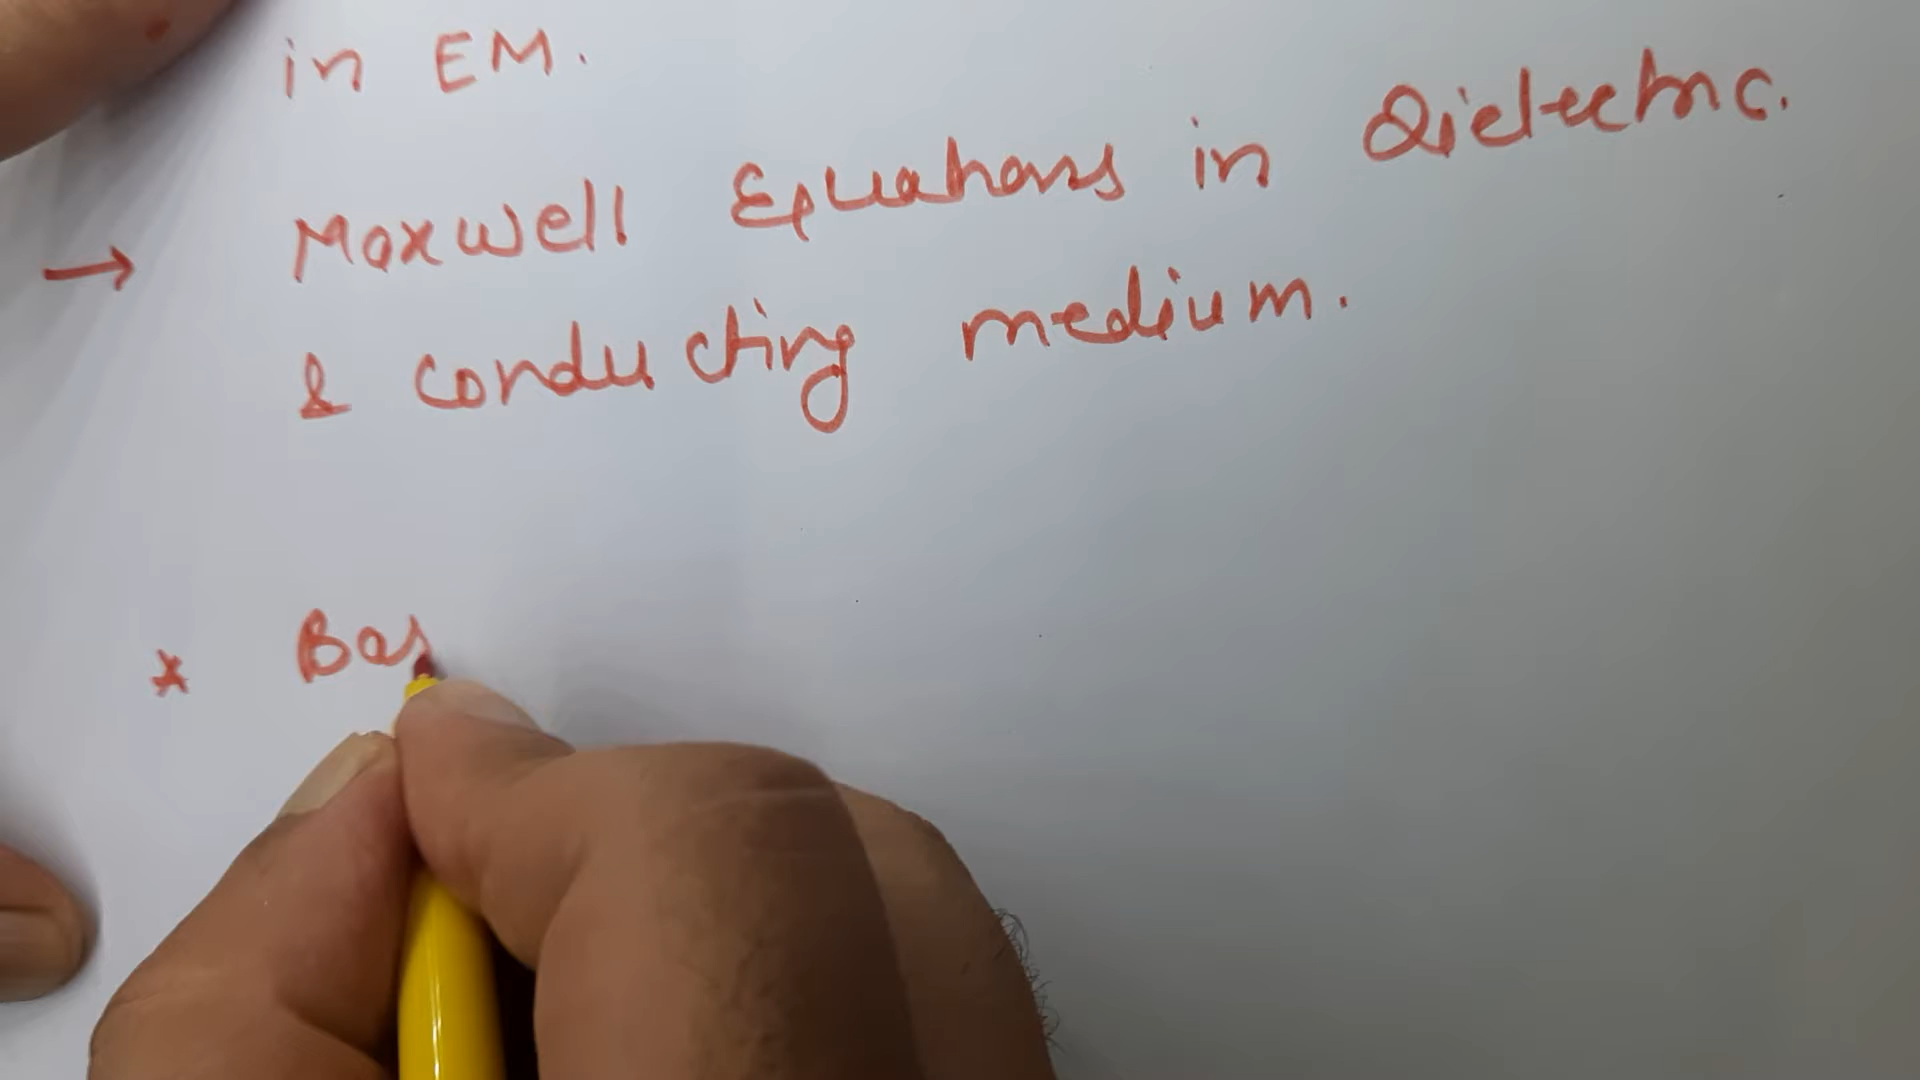 in EM.
→ Maxwell Equations in Dielectric.
& conducting medium.
* Bas